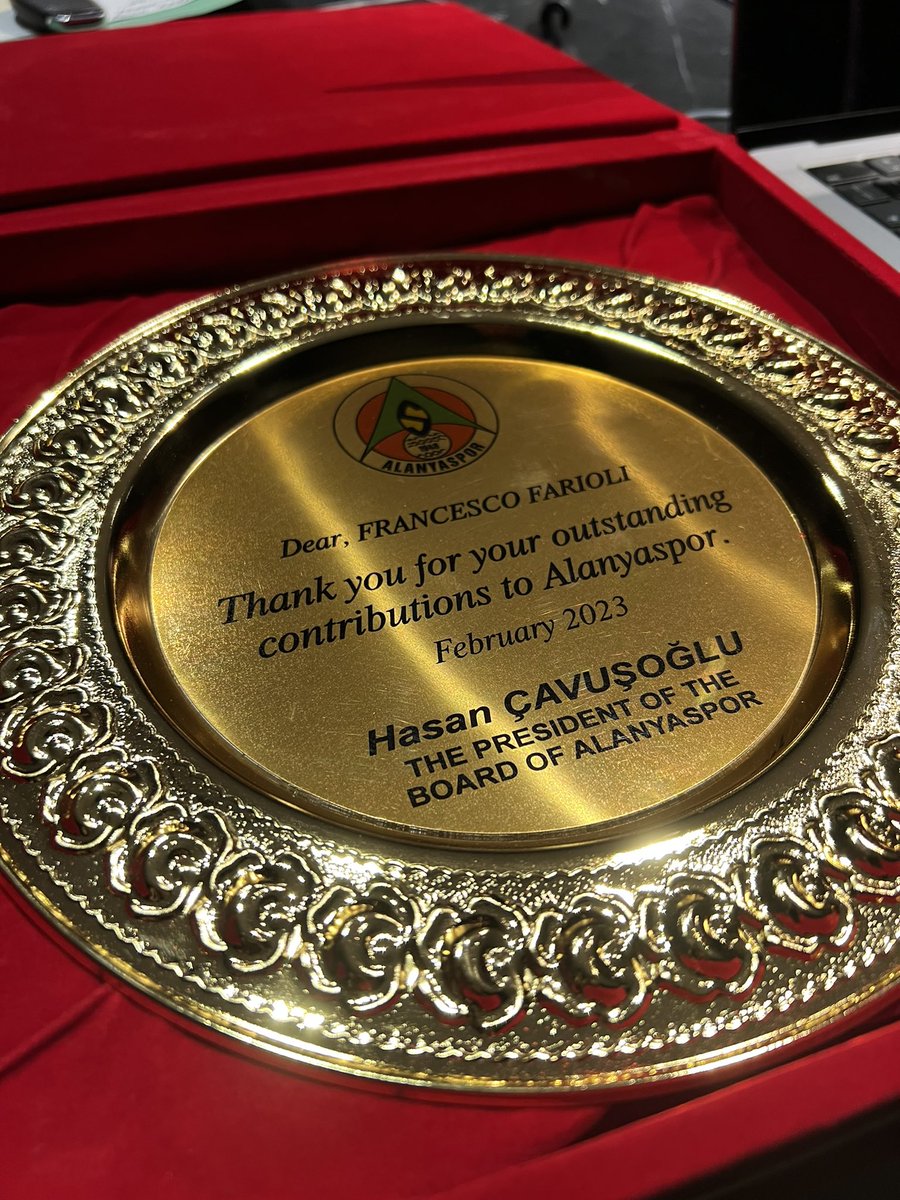 1948
ALANYASPOR
Dear, FRANCESCO FARIOLI
Thank you for your outstanding
contributions to Alanyaspor.
February 2023
Hasan ÇAVUŞOĞLU
THE PRESIDENT OF THE
BOARD OF ALANYASPOR